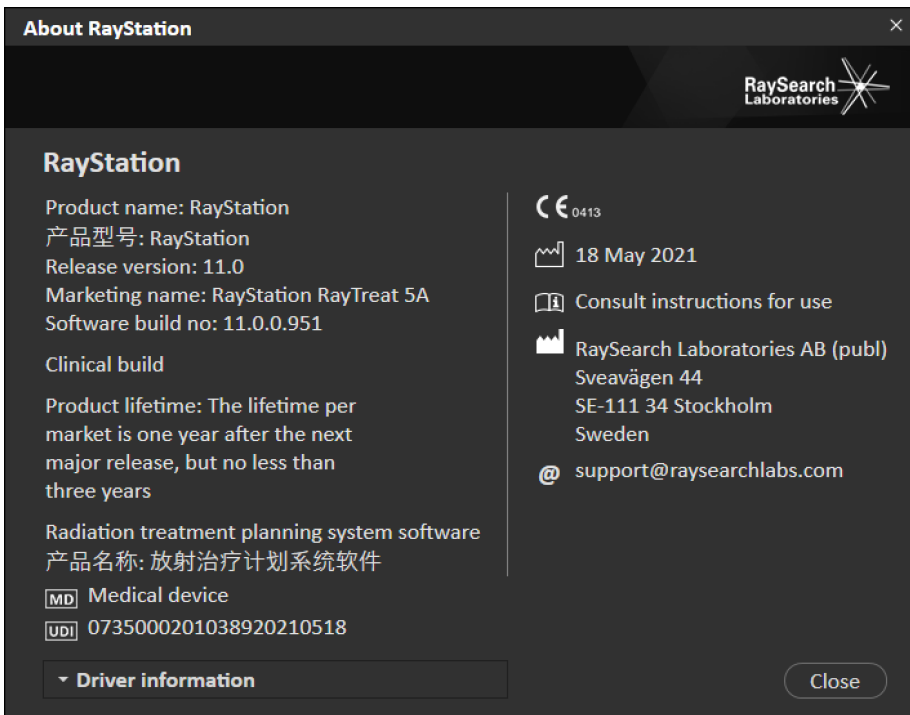 About RayStation
RaySearch
Laboratories
RayStation
Product name: RayStation
产品型号: RayStation
Release version: 11.0
Marketing name: RayStation RayTreat 5A
Software build no: 11.0.0.951
Clinical build
Product lifetime: The lifetime per
market is one year after the next
major release, but no less than
three years
Radiation treatment planning system software
产品名称: 放射治疗计划系统软件
MD Medical device
UDI 0735000201038920210518
Driver information
CE 0413
18 May 2021
Consult instructions for use
RaySearch Laboratories AB (publ)
Sveavägen 44
SE-111 34 Stockholm
Sweden
@ support@raysearchlabs.com
Close